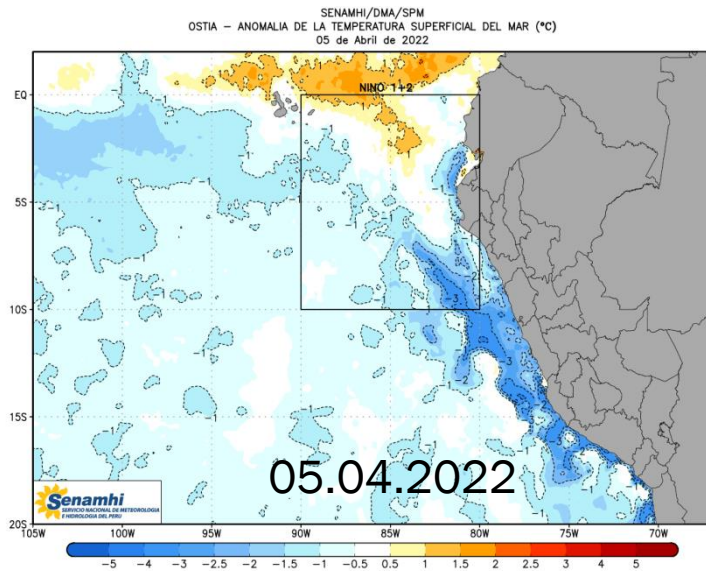 SENAMHI/DMA/SPM
OSTIA – ANOMALIA DE LA TEMPERATURA SUPERFICIAL DEL MAR (°C)
05 de Abril de 2022
NINO 1+2
EQ
5S
10S
15S
20S
05.04.2022
Senamhi
SERVICIO NACIONAL DE METEOROLOGIA
E HIDROLOGIA DEL PERU
105W 100W 95W 90W 85W 80W 75W 70W
-5 -4 -3 -2.5 -2 -1.5 -1 -0.5 0.5 1 1.5 2 2.5 3 4 5